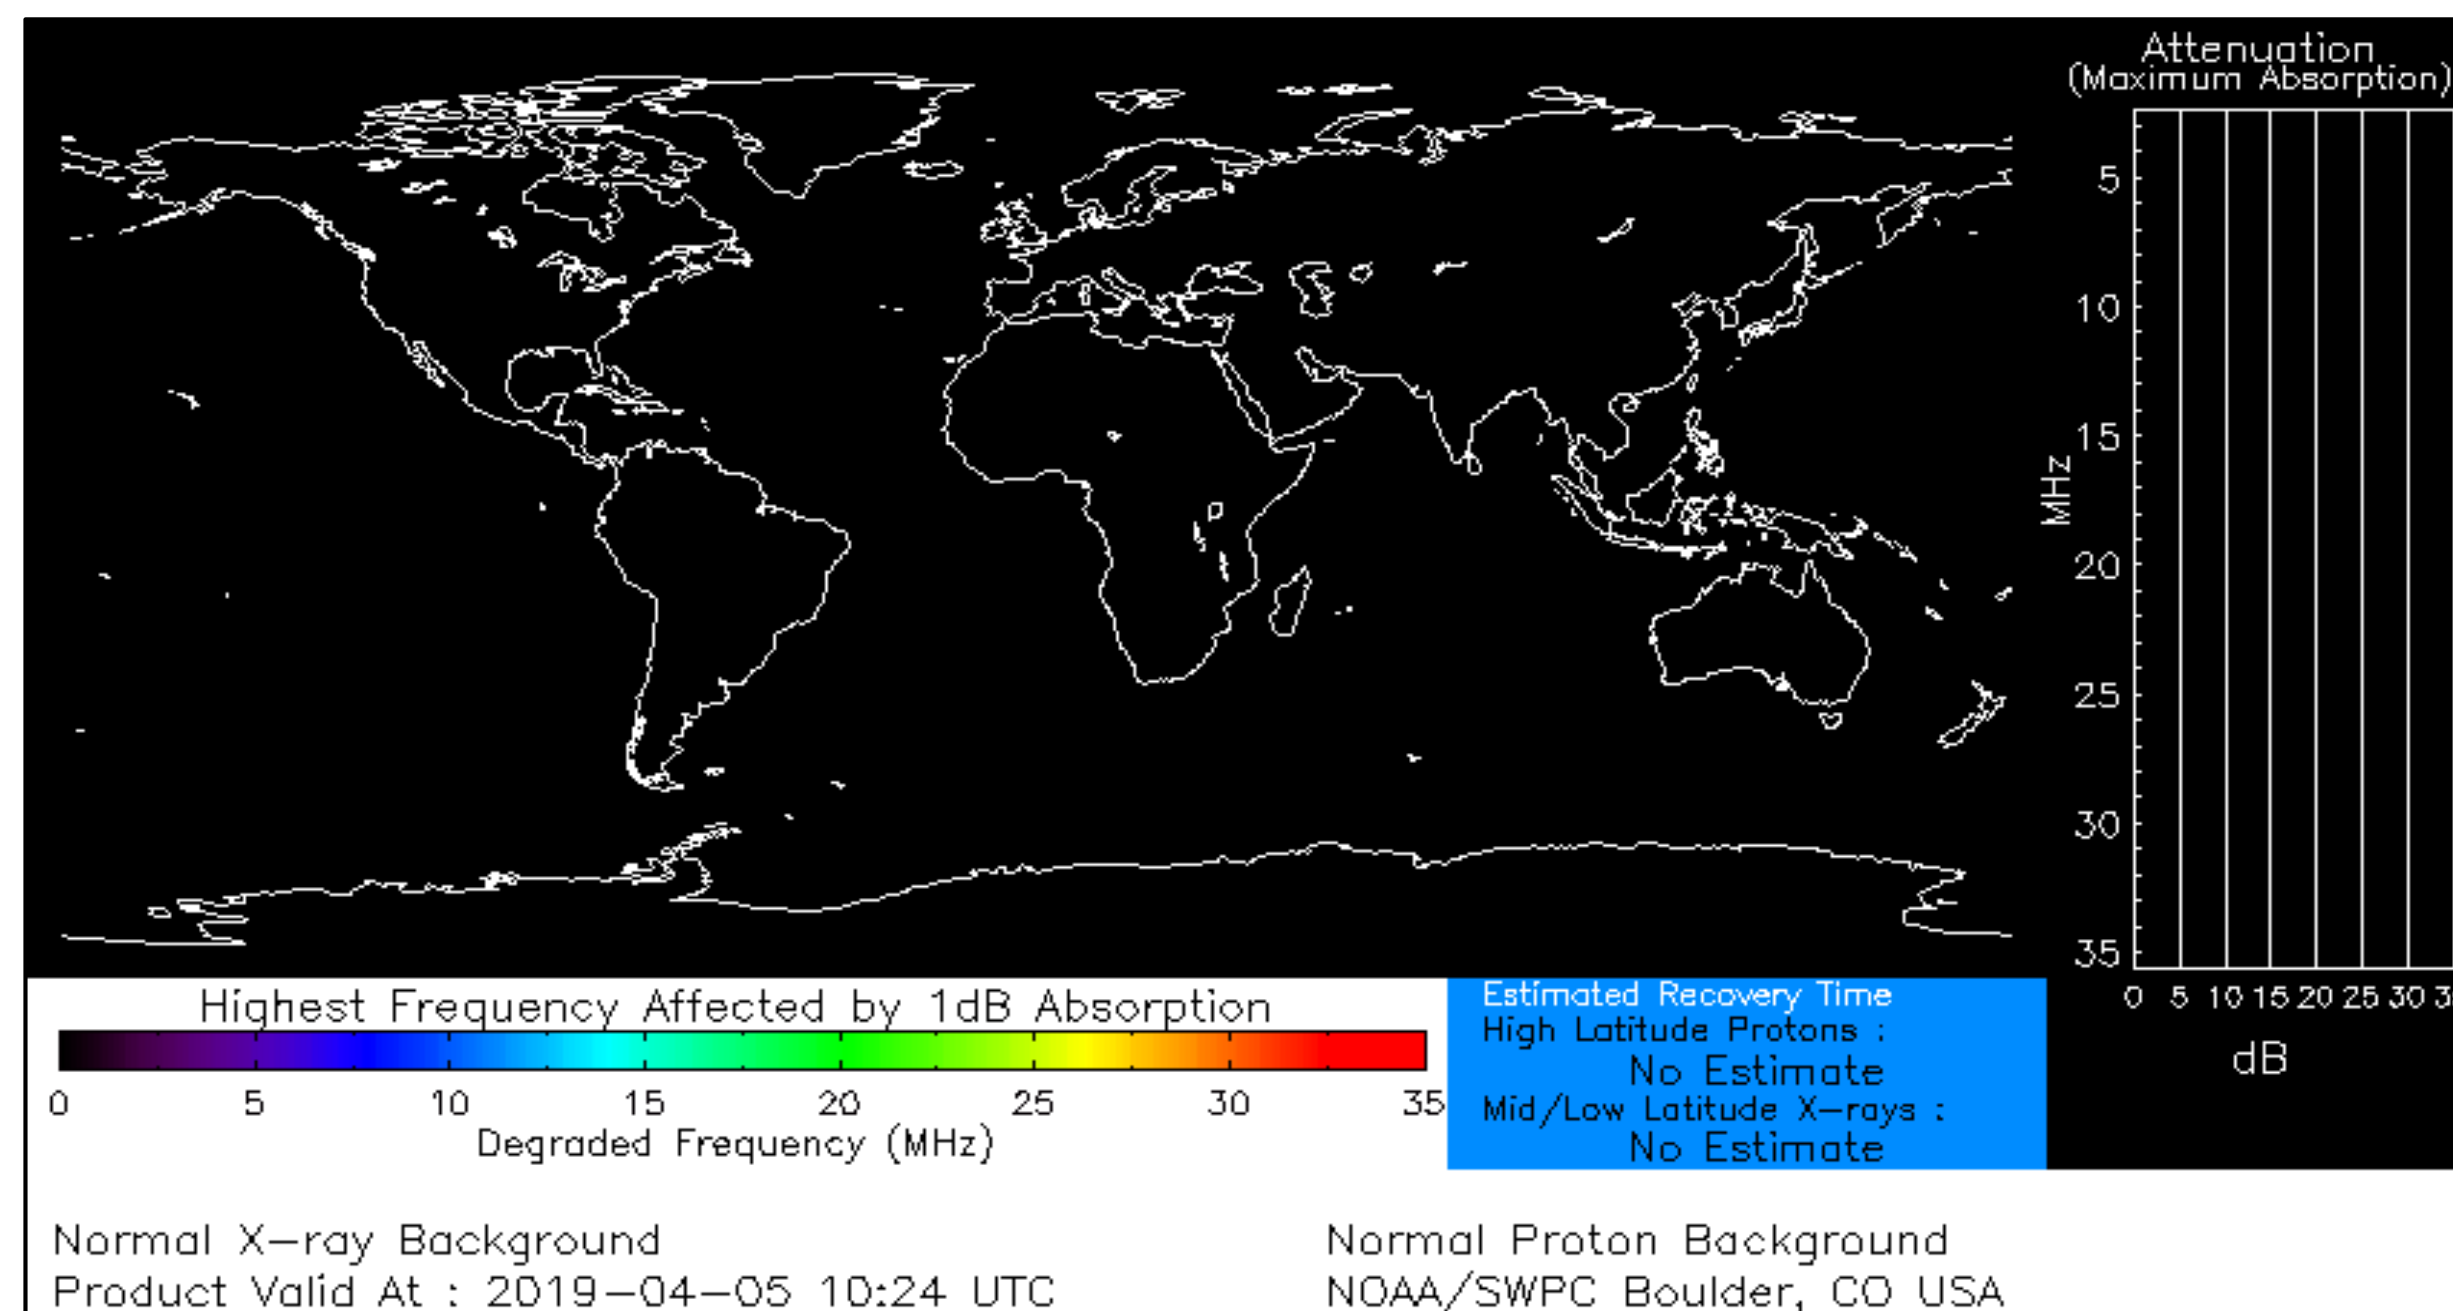 Attenuation
(Maximum Absorption)
5
10
15
20
25
30
35
MHz
0 5 10 15 20 25 30
dB
Highest Frequency Affected by 1dB Absorption
0 5 10 15 20 25 30 35
Degraded Frequency (MHz)
Estimated Recovery Time
High Latitude Protons :
No Estimate
Mid/Low Latitude X-rays :
No Estimate
Normal X-ray Background
Normal Proton Background
Product Valid At : 2019-04-05 10:24 UTC
NOAA/SWPC Boulder, CO USA